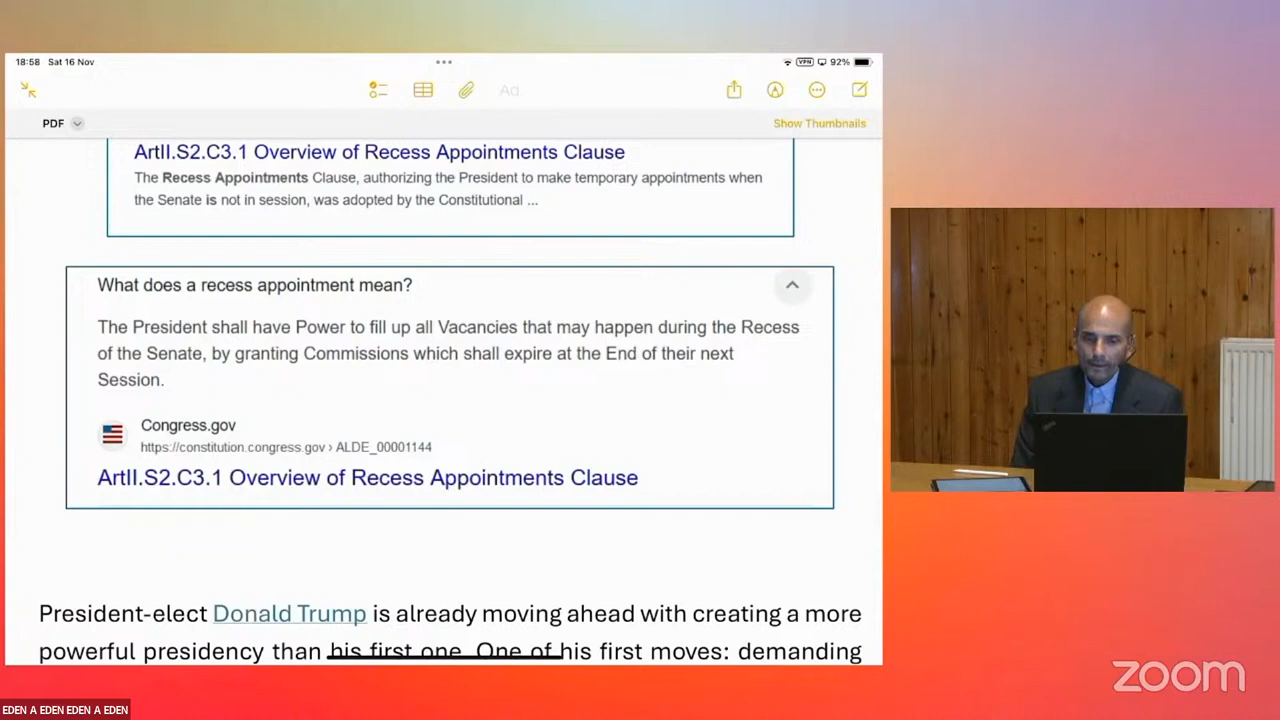 18:58 Sat 16 Nov
VPN 92%
PDF
Show Thumbnails
ArtII.S2.C3.1 Overview of Recess Appointments Clause
The Recess Appointments Clause, authorizing the President to make temporary appointments when
the Senate is not in session, was adopted by the Constitutional ...
What does a recess appointment mean?
The President shall have Power to fill up all Vacancies that may happen during the Recess
of the Senate, by granting Commissions which shall expire at the End of their next
Session.
Congress.gov
https://constitution.congress.gov › ALDE_00001144
ArtII.S2.C3.1 Overview of Recess Appointments Clause
President-elect Donald Trump is already moving ahead with creating a more
powerful presidency than his first one. One of his first moves: demanding
zoom
EDEN A EDEN EDEN A EDEN